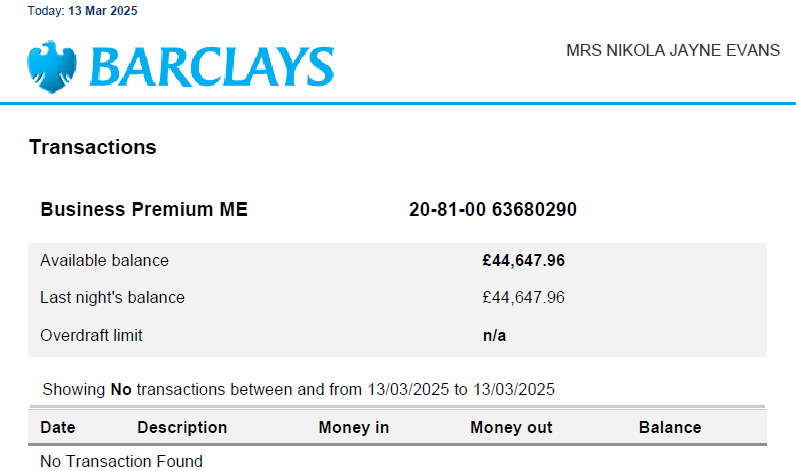 Today: 13 Mar 2025
BARCLAYS
MRS NIKOLA JAYNE EVANS
Transactions
Business Premium ME 20-81-00 63680290
Available balance £44,647.96
Last night's balance £44,647.96
Overdraft limit n/a
Showing No transactions between and from 13/03/2025 to 13/03/2025
Date Description Money in Money out Balance
No Transaction Found